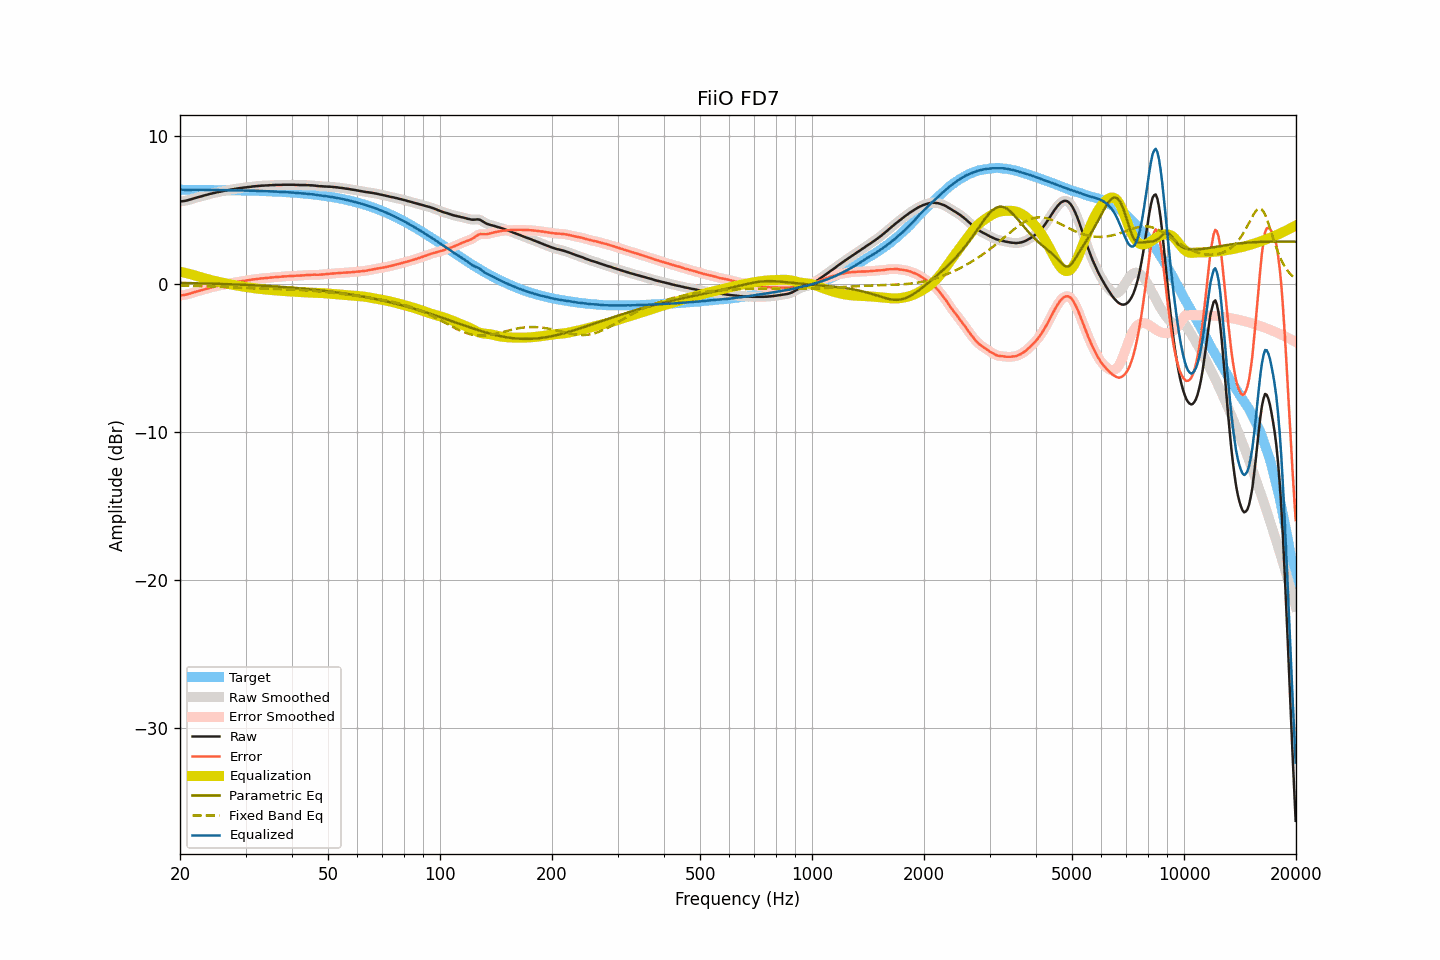 FiiO FD7
10
0
−10
−20
−30
Amplitude (dBr)
Target
Raw Smoothed
Error Smoothed
Raw
Error
Equalization
Parametric Eq
Fixed Band Eq
Equalized
20 50 100 200 500 1000 2000 5000 10000 20000
Frequency (Hz)